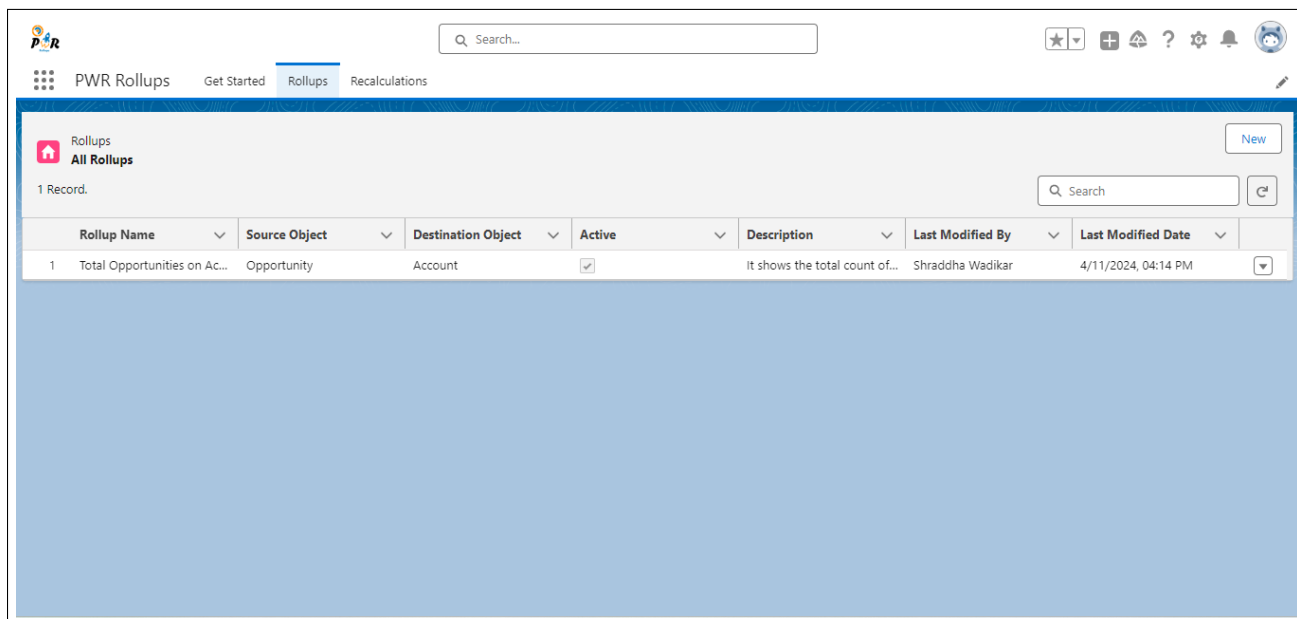 PWR
Search...
PWR Rollups Get Started Rollups Recalculations
Rollups
All Rollups
New
1 Record.
Search
Rollup Name Source Object Destination Object Active Description Last Modified By Last Modified Date
1 Total Opportunities on Ac... Opportunity Account It shows the total count of... Shraddha Wadikar 4/11/2024, 04:14 PM